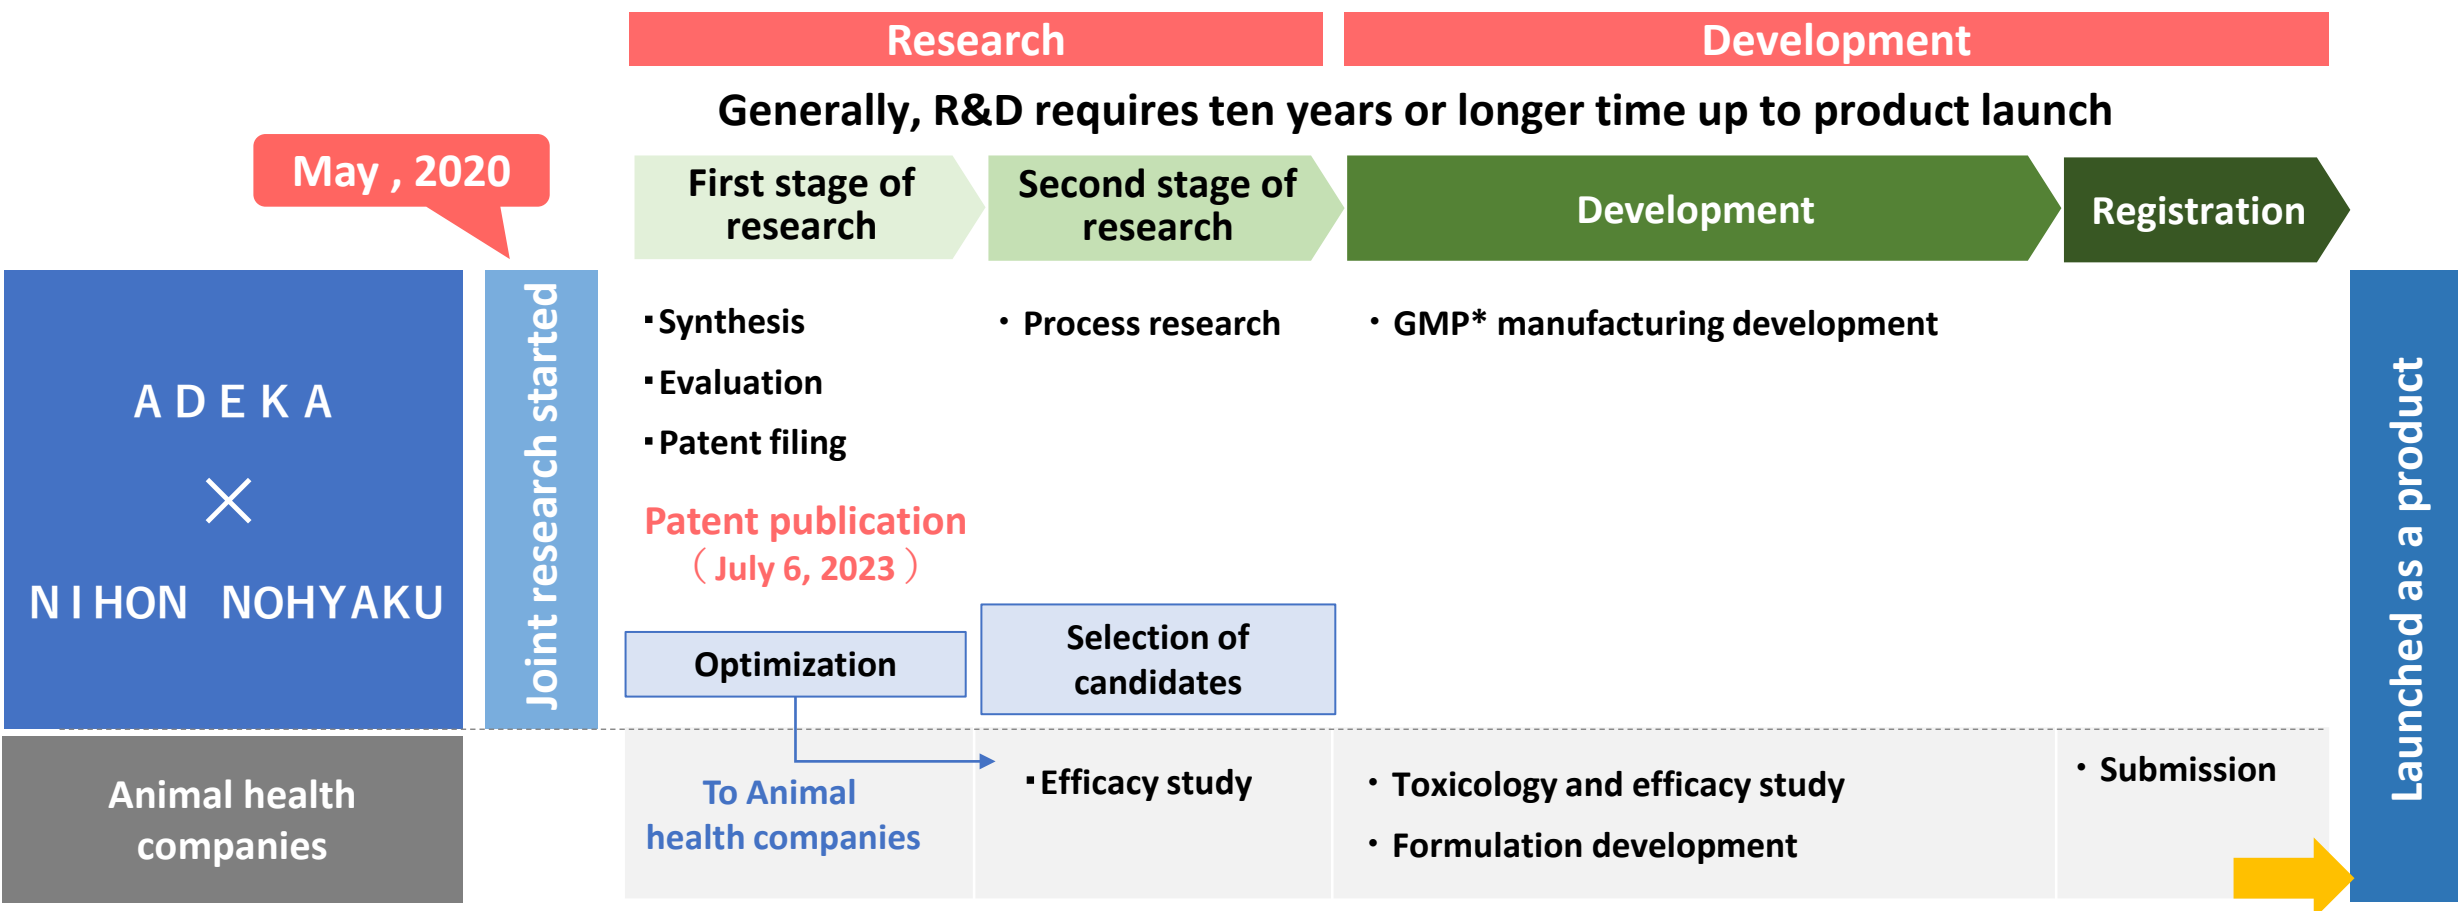 Research
Development
Generally, R&D requires ten years or longer time up to product launch
May , 2020
First stage of
research
Second stage of
research
Development
Registration
ADEKA
×
NIHON NOHYAKU
Joint research started
▪Synthesis
▪Evaluation
▪Patent filing
Patent publication
（July 6, 2023）
Optimization
・Process research
Selection of
candidates
・GMP* manufacturing development
Launched as a product
Animal health
companies
To Animal
health companies
▪Efficacy study
・Toxicology and efficacy study
・Formulation development
・Submission